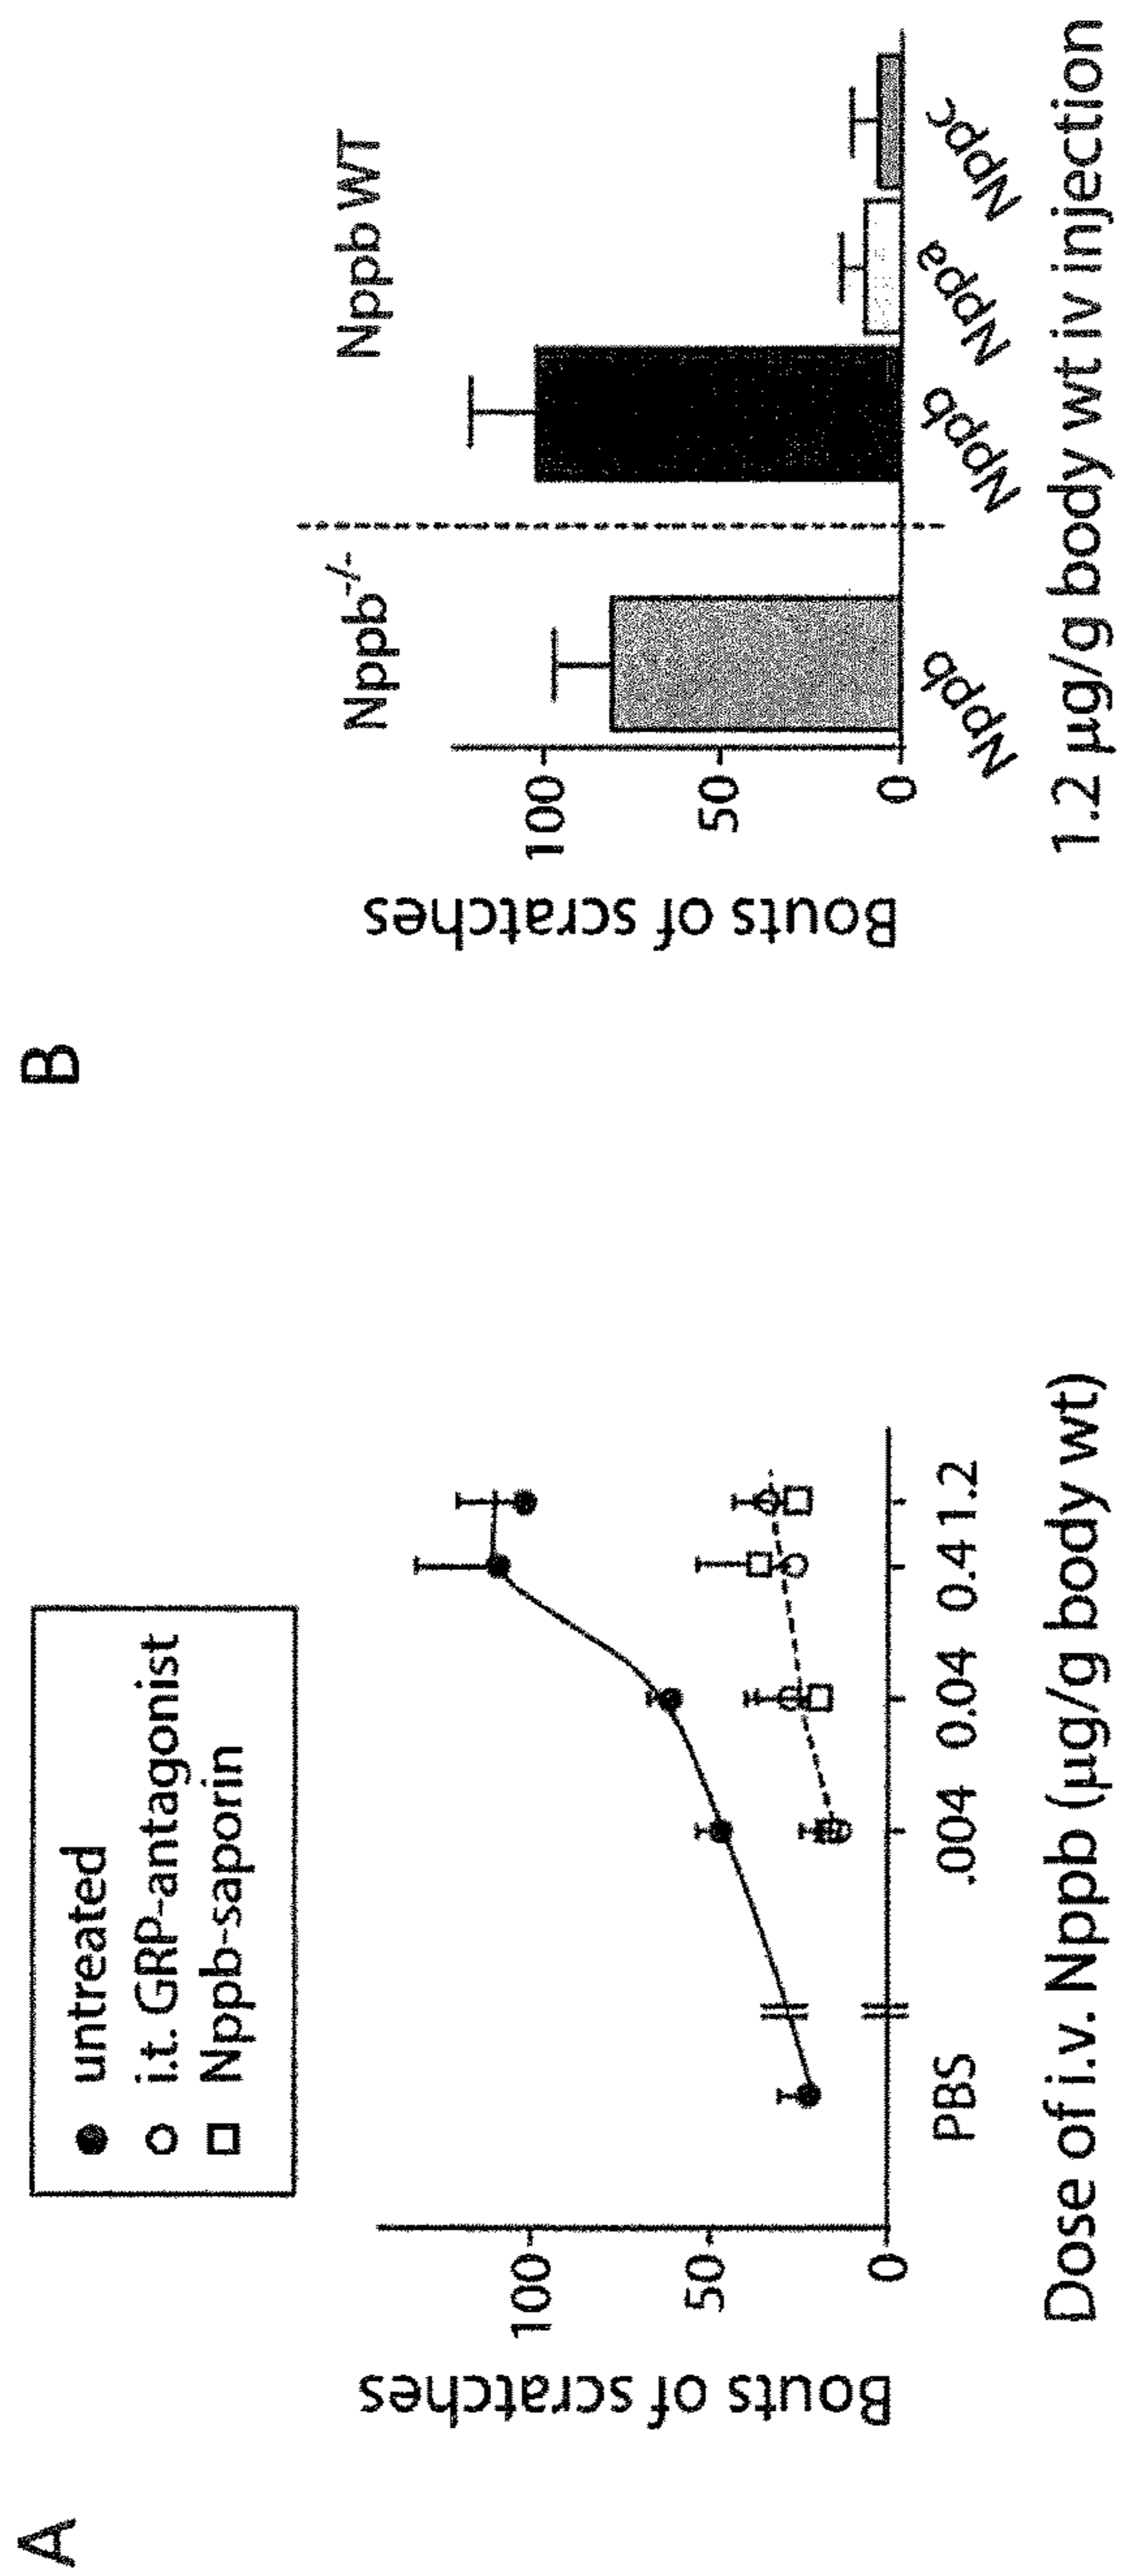 A
untreated
i.t. GRP-antagonist
Nppb-saporin
Bouts of scratches
100
50
0
PBS .004 0.04 0.4 1.2
Dose of i.v. Nppb (µg/g body wt)
B
Nppb-/- Nppb WT
Bouts of scratches
100
50
0
Nppb Nppb Nppa Nppc
1.2 µg/g body wt iv injection